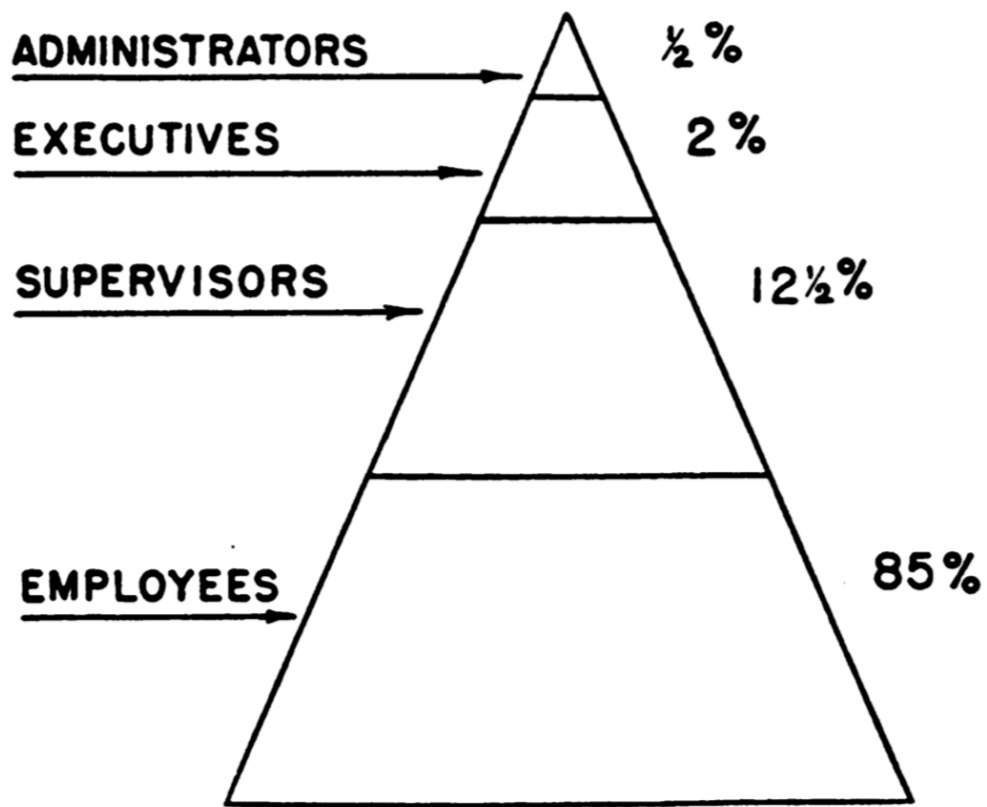 ADMINISTRATORS
½%
EXECUTIVES
2%
SUPERVISORS
12½%
EMPLOYEES
85%